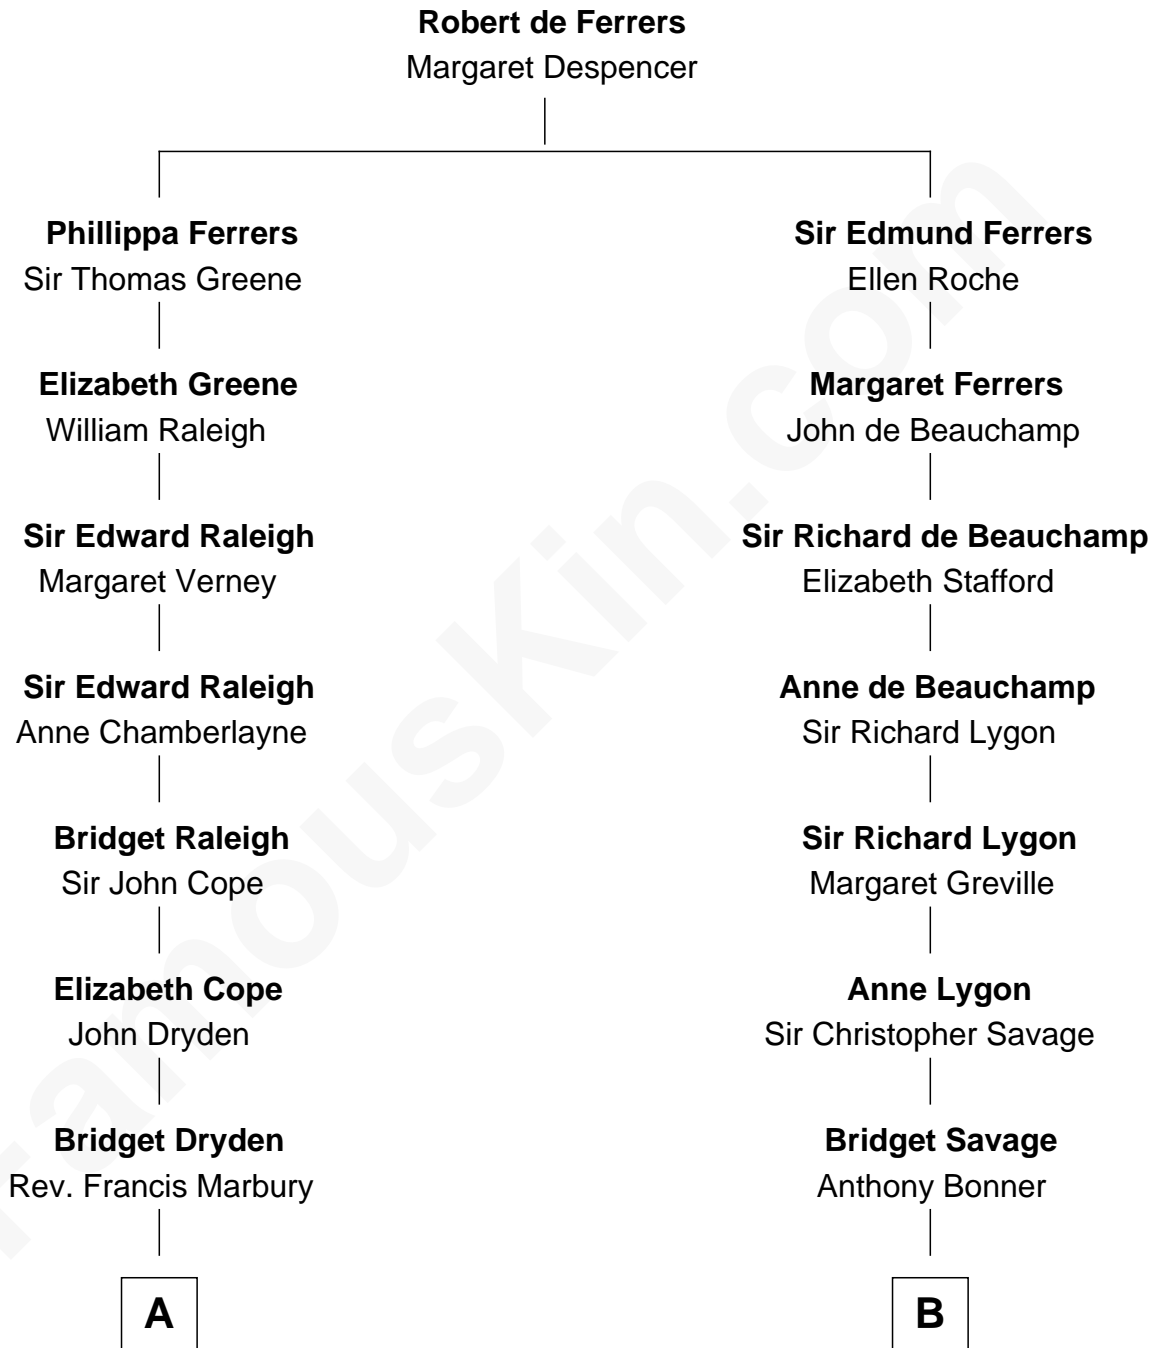 Robert de Ferrers
Margaret Despencer
Phillippa Ferrers
Sir Thomas Greene
Elizabeth Greene
William Raleigh
Sir Edward Raleigh
Margaret Verney
Sir Edward Raleigh
Anne Chamberlayne
Bridget Raleigh
Sir John Cope
Elizabeth Cope
John Dryden
Bridget Dryden
Rev. Francis Marbury
A
Sir Edmund Ferrers
Ellen Roche
Margaret Ferrers
John de Beauchamp
Sir Richard de Beauchamp
Elizabeth Stafford
Anne de Beauchamp
Sir Richard Lygon
Sir Richard Lygon
Margaret Greville
Anne Lygon
Sir Christopher Savage
Bridget Savage
Anthony Bonner
B
FamousKin.com